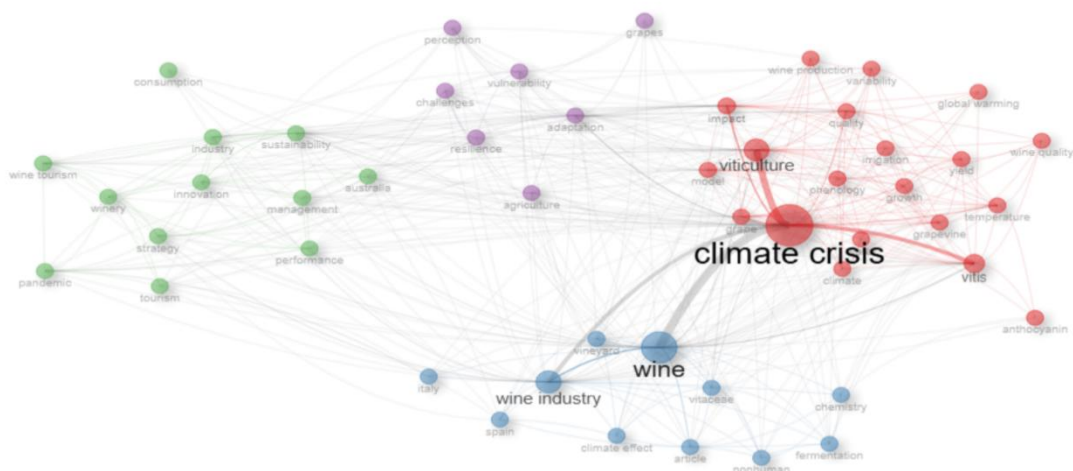 grapes
perception
wine production
consumption
variability
vulnerability
challenges
global warming
impact
quality
adaptation
industry
sustainability
resilience
wine quality
irrigation
viticulture
yield
wine tourism
model
australia
phenology
innovation
growth
winery
management
agriculture
temperature
grape
grapevine
strategy
climate crisis
performance
vitis
pandemic
climate
tourism
anthocyanin
vineyard
wine
italy
wine industry
vitaceae
chemistry
spain
climate effect
article
fermentation
nonhuman